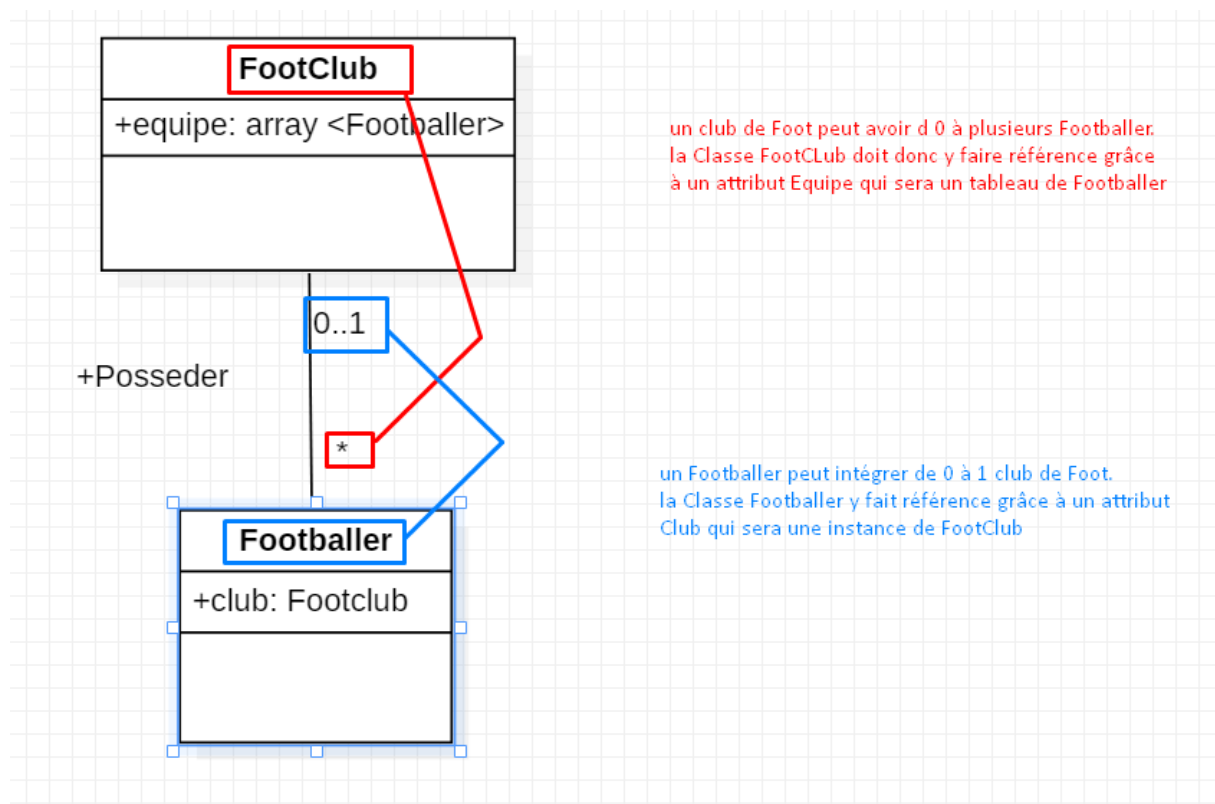 FootClub
+equipe: array <Footballer>
un club de Foot peut avoir d 0 à plusieurs Footballer.
la Classe FootCLub doit donc y faire référence grâce
à un attribut Equipe qui sera un tableau de Footballer
0..1
+Posseder
*
un Footballer peut intégrer de 0 à 1 club de Foot.
la Classe Footballer y fait référence grâce à un attribut
Club qui sera une instance de FootClub
Footballer
+club: Footclub